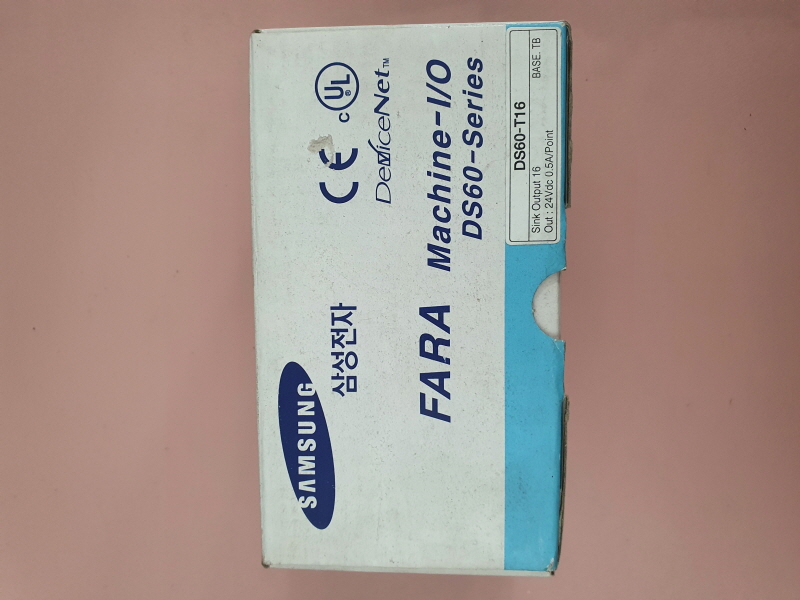 SAMSUNG
삼성전자
CE
c UL ®
DeviceNet™
FARA Machine-I/O
DS60-Series
DS60-T16
Sink Output 16 BASE. TB
Out : 24Vdc 0.5A/Point